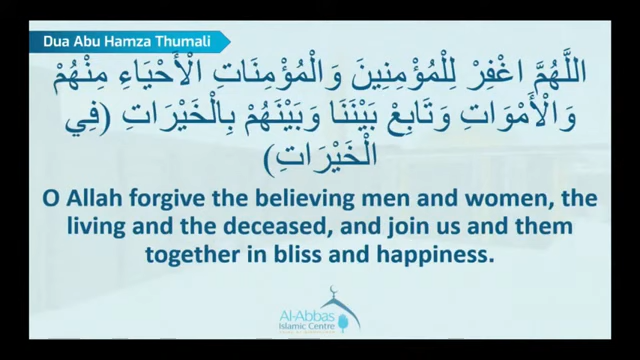 Dua Abu Hamza Thumali
اللَّهُمَّ اغْفِرْ لِلْمُؤْمِنِينَ وَالْمُؤْمِنَاتِ الْأَحْيَاءِ مِنْهُمْ
وَالْأَمْوَاتِ وَتَابِعْ بَيْنَنَا وَبَيْنَهُمْ بِالْخَيْرَاتِ (فِي
الْخَيْرَاتِ)
O Allah forgive the believing men and women, the
living and the deceased, and join us and them
together in bliss and happiness.
Al-Abbas
Islamic Centre